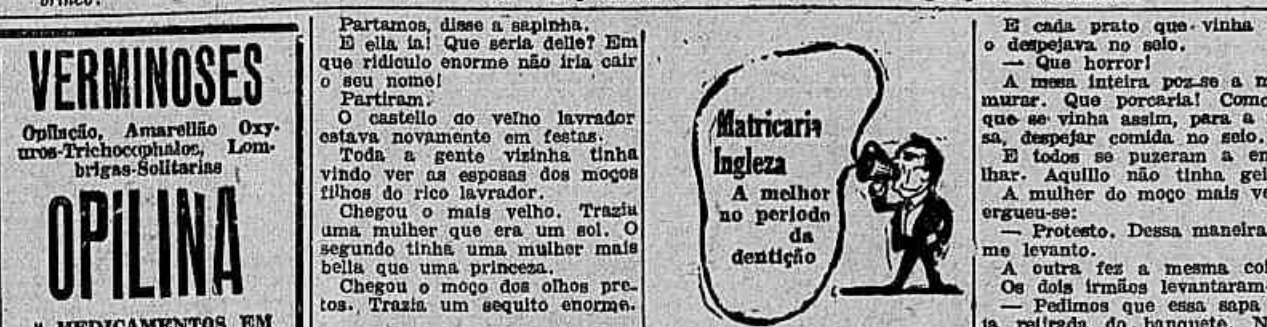 VERMINOSES
Opilação, Amarellão Oxy-
uros-Trichocephalos, Lom-
brigas-Solitarias
OPILINA
MEDICAMENTOS EM
Partamos, disse a sapinha.
E ella ia! Que seria delle? Em
que ridiculo enorme não iria cair
o seu nome!
Partiram.
O castello do velho lavrador
estava novamente em festas.
Toda a gente vizinha tinha
vindo ver as esposas dos moços
filhos do rico lavrador.
Chegou o mais velho. Trazia
uma mulher que era um sol. O
segundo tinha uma mulher mais
bella que uma princeza.
Chegou o moço dos olhos pre-
tos. Trazia um sequito enorme.
Matricaria
Ingleza
A melhor
no periodo
da
dentição
E cada prato que vinha
o despejava no seio.
— Que horror!
A mesa inteira poz-se a m
murar. Que porcaria! Como
que se vinha assim, para a
sa, despejar comida no seio.
E todos se puzeram a
lhar. Aquillo não tinha
A mulher do moço mais ve
ergueu-se:
— Protesto. Dessa maneira
me levanto.
A outra fez a mesma
Os dois irmãos levantaram-
— Pedimos que essa sapa
retirada do banquete.